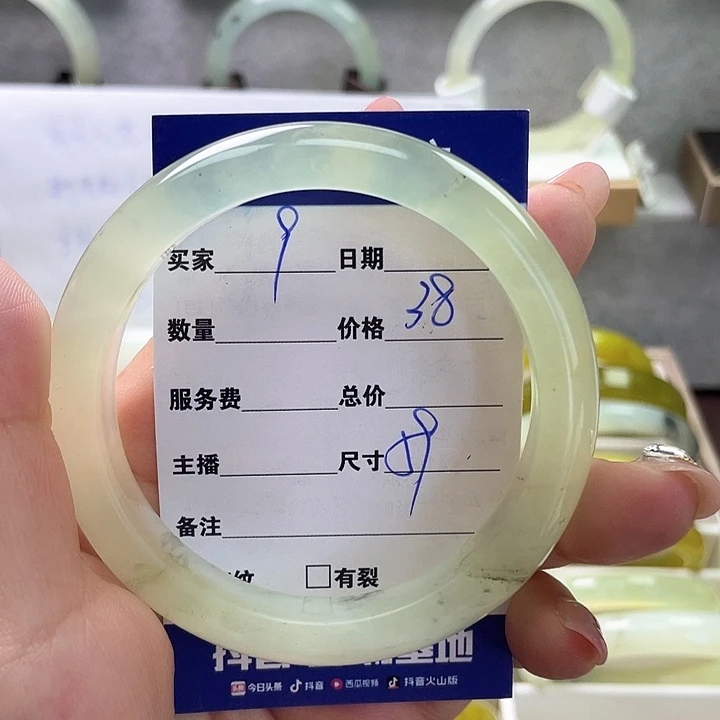 买家 9 日期
数量 价格 38
服务费 总价
主播 尺寸 59
备注
纹 □有裂
今日头条 抖音 西瓜视频 抖音火山版